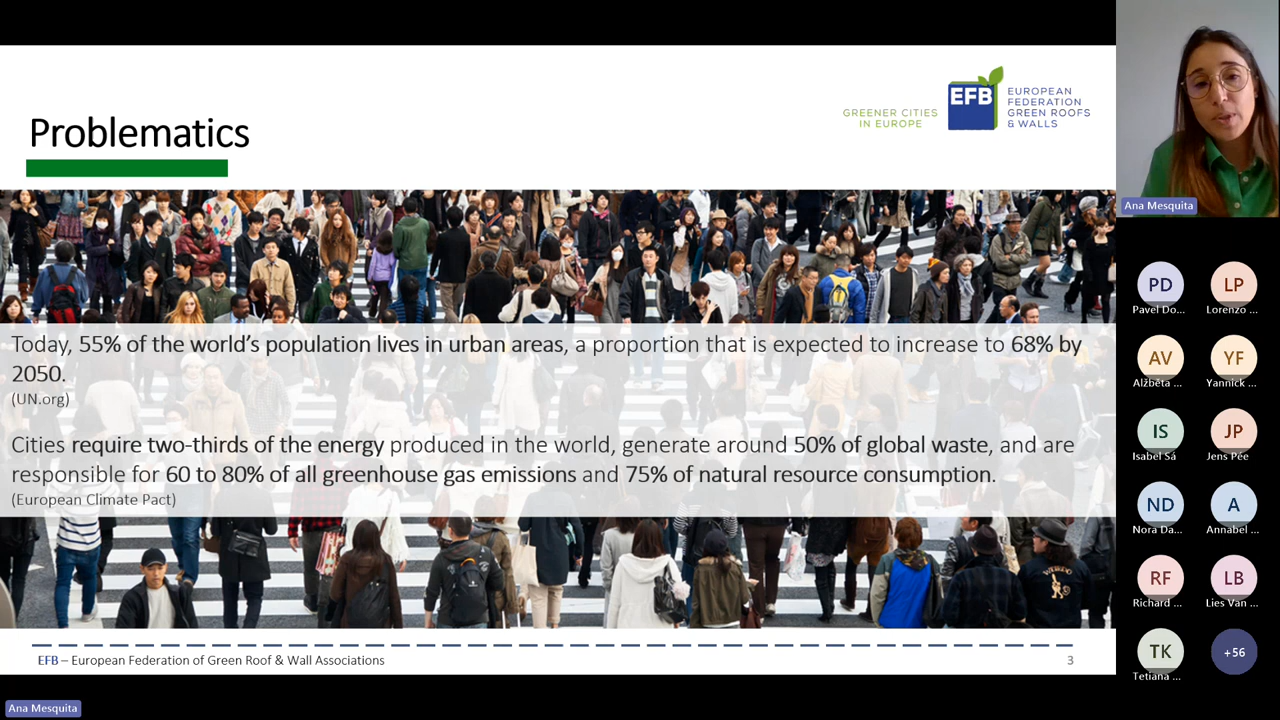 Problematics
GREENER CITIES
IN EUROPE
EFB
EUROPEAN
FEDERATION
GREEN ROOFS
& WALLS
Today, 55% of the world's population lives in urban areas, a proportion that is expected to increase to 68% by
2050.
(UN.org)
Cities require two-thirds of the energy produced in the world, generate around 50% of global waste, and are
responsible for 60 to 80% of all greenhouse gas emissions and 75% of natural resource consumption.
(European Climate Pact)
EFB – European Federation of Green Roof & Wall Associations
3
Ana Mesquita
Ana Mesquita
PD
LP
Pavel Do...
Lorenzo ...
AV
YF
Alžběta ...
Yannick ...
IS
JP
Isabel Sá
Jens Pée
ND
A
Nora Da...
Annabel ...
RF
LB
Richard ...
Lies Van ...
TK
+56
Tetiana ...